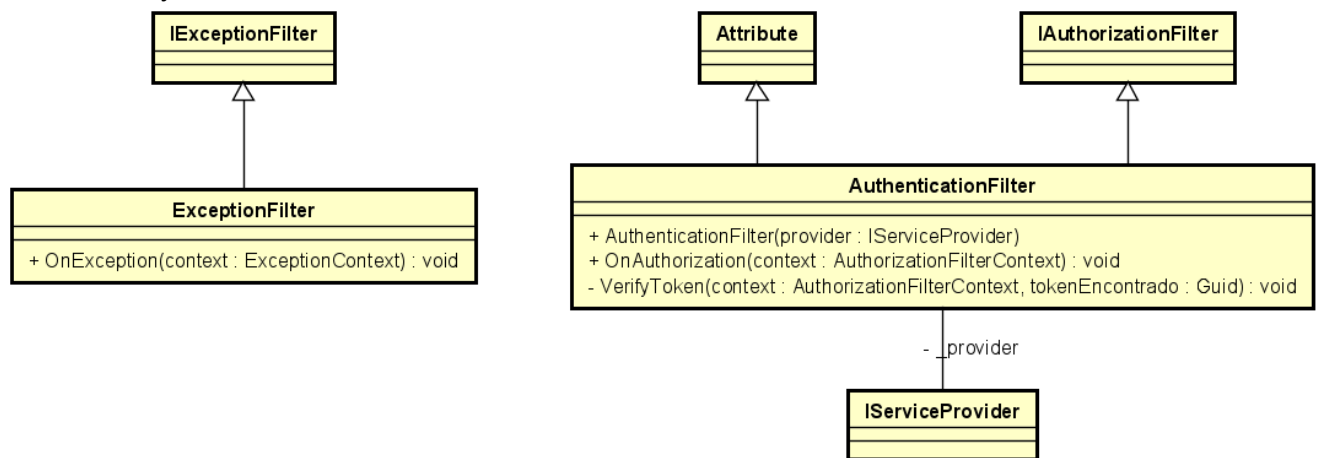 IExceptionFilter
Attribute
IAuthorizationFilter
ExceptionFilter
+ OnException(context : ExceptionContext) : void
AuthenticationFilter
+ AuthenticationFilter(provider : IServiceProvider)
+ OnAuthorization(context : AuthorizationFilterContext) : void
- VerifyToken(context : AuthorizationFilterContext, tokenEncontrado : Guid) : void
- _provider
IServiceProvider